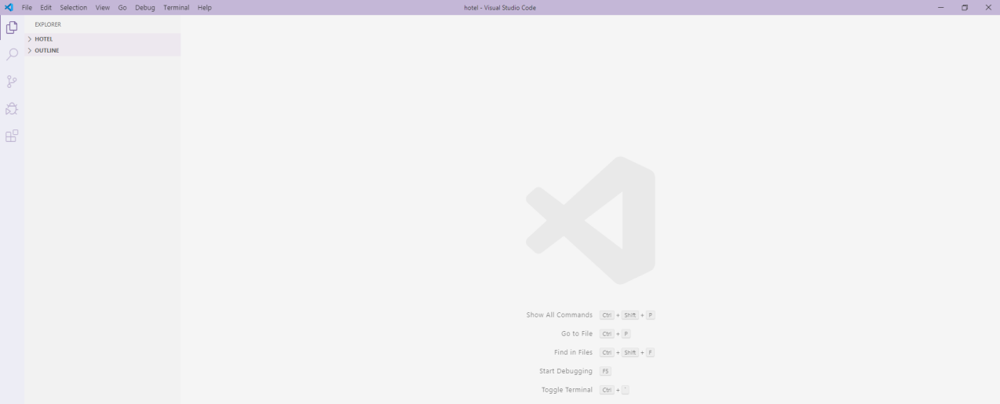 File Edit Selection View Go Debug Terminal Help hotel - Visual Studio Code
EXPLORER
HOTEL
OUTLINE
Show All Commands Ctrl + Shift + P
Go to File Ctrl + P
Find in Files Ctrl + Shift + F
Start Debugging F5
Toggle Terminal Ctrl + `